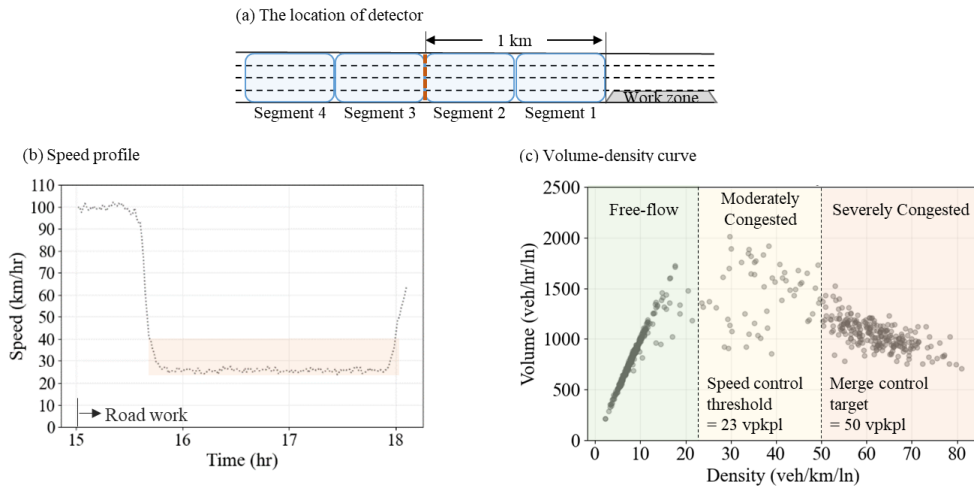 (a) The location of detector
1 km
Work zone
Segment 4
Segment 3
Segment 2
Segment 1
(b) Speed profile
Speed (km/hr)
110
100
90
80
70
60
50
40
30
20
10
0
Road work
15
16
17
18
Time (hr)
(c) Volume-density curve
Volume (veh/hr/ln)
2500
2000
1500
1000
500
0
Free-flow
Moderately
Congested
Severely Congested
Speed control
threshold
= 23 vpkpl
Merge control
target
= 50 vpkpl
0
10
20
30
40
50
60
70
80
Density (veh/km/ln)